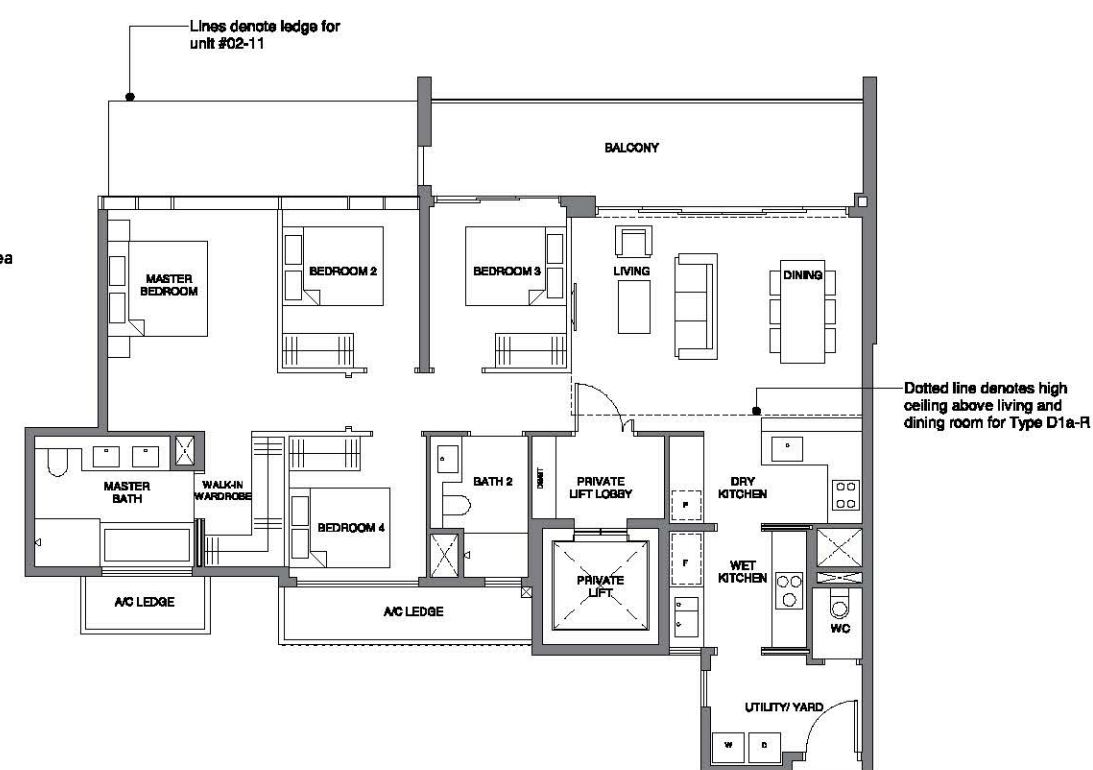 Lines denote ledge for
unit #02-11
BALCONY
ea
MASTER
BEDROOM
BEDROOM 2
BEDROOM 3
LIVING
DINING
Dotted line denotes high
ceiling above living and
dining room for Type D1a-R
MASTER
BATH
WALK-IN
WARDROBE
BEDROOM 4
BATH 2
PRIVATE
LIFT LOBBY
DRY
KITCHEN
F
PRIVATE
LIFT
F
WET
KITCHEN
A/C LEDGE
A/C LEDGE
WC
UTILITY/ YARD
W
D